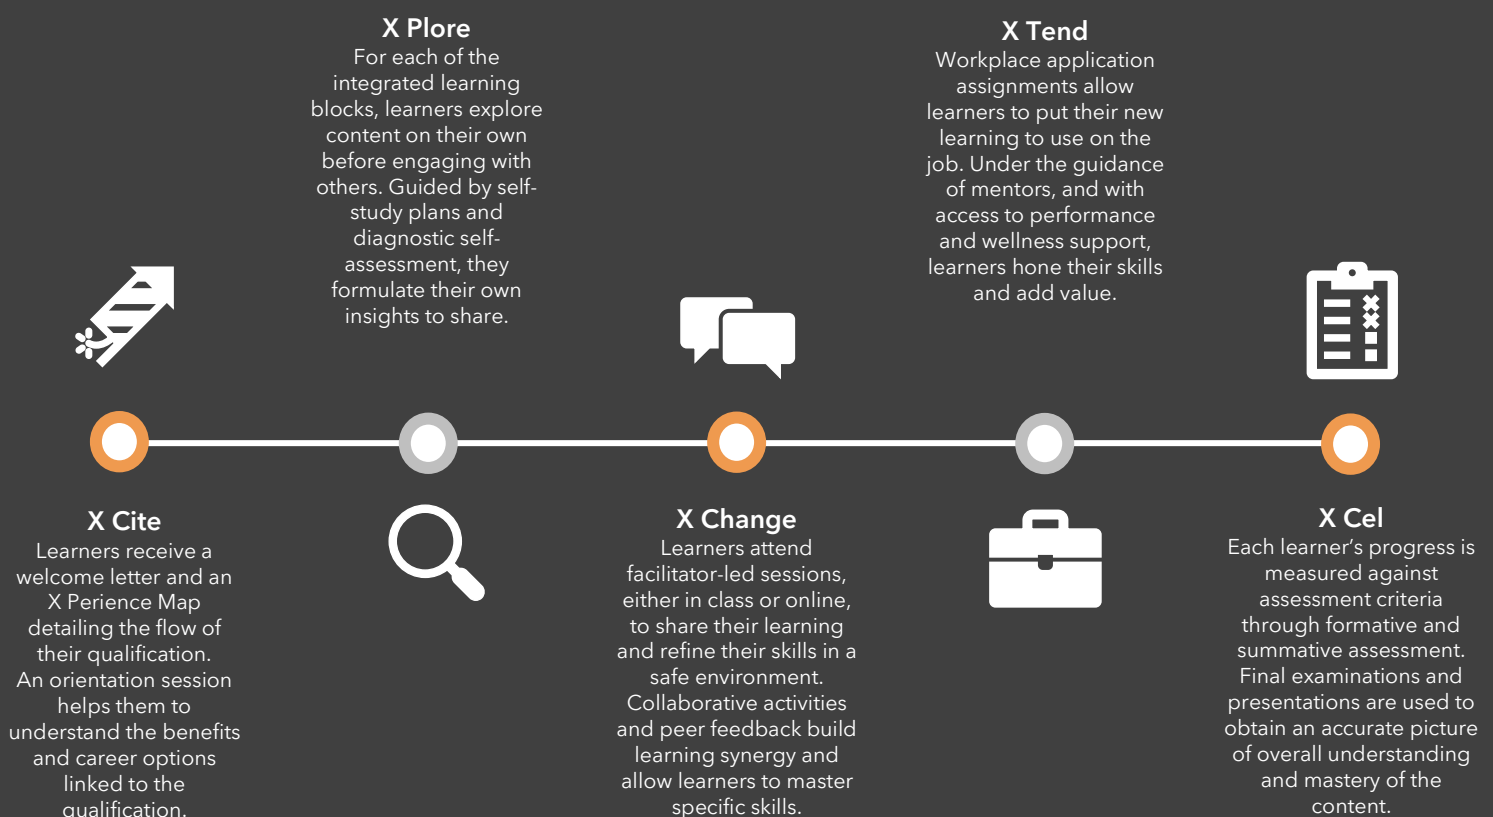 X Cite
Learners receive a
welcome letter and an
X Perience Map
detailing the flow of
their qualification.
An orientation session
helps them to
understand the benefits
and career options
linked to the
qualification.
X Plore
For each of the
integrated learning
blocks, learners explore
content on their own
before engaging with
others. Guided by self-
study plans and
diagnostic self-
assessment, they
formulate their own
insights to share.
X Change
Learners attend
facilitator-led sessions,
either in class or online,
to share their learning
and refine their skills in a
safe environment.
Collaborative activities
and peer feedback build
learning synergy and
allow learners to master
specific skills.
X Tend
Workplace application
assignments allow
learners to put their new
learning to use on the
job. Under the guidance
of mentors, and with
access to performance
and wellness support,
learners hone their skills
and add value.
X Cel
Each learner’s progress is
measured against
assessment criteria
through formative and
summative assessment.
Final examinations and
presentations are used to
obtain an accurate picture
of overall understanding
and mastery of the
content.